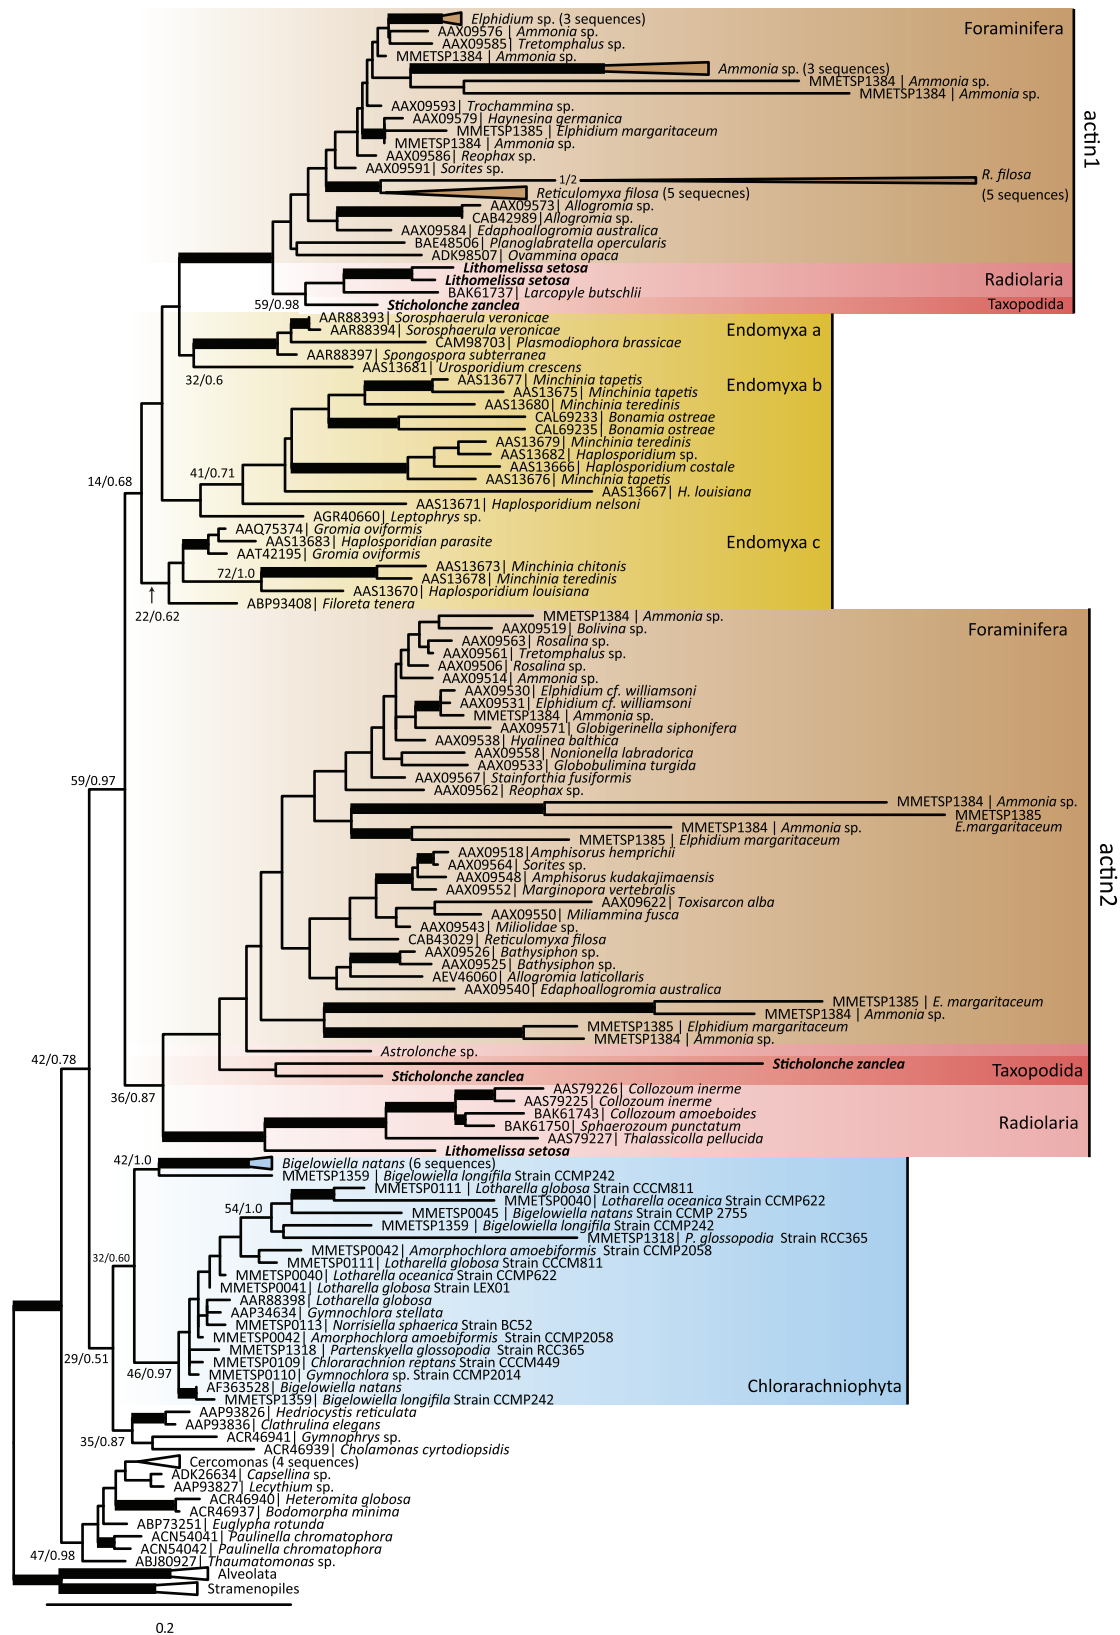 Elphidium sp. (3 sequences)
Foraminifera
AAX09576 | Ammonia sp.
AAX09585| Tretomphalus sp.
MMETSP1384 | Ammonia sp.
Ammonia sp. (3 sequences)
MMETSP1384 | Ammonia sp.
MMETSP1384 | Ammonia sp.
AAX09593| Trochammina sp.
AAX09579| Haynesina germanica
MMETSP1385 | Elphidium margaritaceum
MMETSP1384 | Ammonia sp.
AAX09586| Reophax sp.
AAX09591| Sorites sp.
actin1
1/2
R. filosa
(5 sequences)
Reticulomyxa filosa (5 sequecnes)
AAX09573| Allogromia sp.
CAB42989|Allogromia sp.
AAX09584| Edaphoallogromia australica
BAE48506| Planoglabratella opercularis
ADK98507| Ovammina opaca
Lithomelissa setosa
Lithomelissa setosa
Radiolaria
BAK61737| Larcopyle butschlii
59/0.98
Sticholonche zanclea
Taxopodida
AAR88393| Sorosphaerula veronicae
AAR88394| Sorosphaerula veronicae
Endomyxa a
CAM98703| Plasmodiophora brassicae
AAR88397| Spongospora subterranea
AAS13681| Urosporidium crescens
32/0.6
AAS13677| Minchinia tapetis
Endomyxa b
AAS13675| Minchinia tapetis
AAS13680| Minchinia teredinis
CAL69233| Bonamia ostreae
CAL69235| Bonamia ostreae
AAS13679| Minchinia teredinis
AAS13682| Haplosporidium sp.
AAS13666| Haplosporidium costale
41/0.71
AAS13676| Minchinia tapetis
14/0.68
AAS13667| H. louisiana
AAS13671| Haplosporidium nelsoni
AGR40660| Leptophrys sp.
AAQ75374| Gromia oviformis
AAS13683| Haplosporidian parasite
Endomyxa c
AAT42195| Gromia oviformis
AAS13673| Minchinia chitonis
72/1.0
AAS13678| Minchinia teredinis
AAS13670| Haplosporidium louisiana
ABP93408| Filoreta tenera
22/0.62
MMETSP1384 | Ammonia sp.
AAX09519| Bolivina sp.
Foraminifera
AAX09563| Rosalina sp.
AAX09561| Tretomphalus sp.
AAX09506| Rosalina sp.
AAX09514| Ammonia sp.
AAX09530| Elphidium cf. williamsoni
AAX09531| Elphidium cf. williamsoni
MMETSP1384 | Ammonia sp.
AAX09571| Globigerinella siphonifera
AAX09538| Hyalinea balthica
AAX09558| Nonionella labradorica
AAX09533| Globobulimina turgida
59/0.97
AAX09567| Stainforthia fusiformis
AAX09562| Reophax sp.
MMETSP1384 | Ammonia sp.
MMETSP1385
E.margaritaceum
MMETSP1384 | Ammonia sp.
MMETSP1385 | Elphidium margaritaceum
AAX09518|Amphisorus hemprichii
AAX09564| Sorites sp.
AAX09548| Amphisorus kudakajimaensis
actin2
AAX09552| Marginopora vertebralis
AAX09622| Toxisarcon alba
AAX09550| Miliammina fusca
AAX09543| Miliolidae sp.
CAB43029| Reticulomyxa filosa
AAX09526| Bathysiphon sp.
AAX09525| Bathysiphon sp.
AEV46060| Allogromia laticollaris
AAX09540| Edaphoallogromia australica
MMETSP1385 | E. margaritaceum
MMETSP1384 | Ammonia sp.
MMETSP1385 | Elphidium margaritaceum
MMETSP1384 | Ammonia sp.
Astrolonche sp.
42/0.78
Sticholonche zanclea
Taxopodida
Sticholonche zanclea
AAS79226| Collozoum inerme
36/0.87
AAS79225| Collozoum inerme
BAK61743| Collozoum amoeboides
BAK61750| Sphaerozoum punctatum
Radiolaria
AAS79227| Thalassicolla pellucida
Lithomelissa setosa
42/1.0
Bigelowiella natans (6 sequences)
MMETSP1359 | Bigelowiella longifila Strain CCMP242
MMETSP0111 | Lotharella globosa Strain CCCM811
MMETSP0040| Lotharella oceanica Strain CCMP622
54/1.0
MMETSP0045 | Bigelowiella natans Strain CCMP 2755
MMETSP1359 | Bigelowiella longifila Strain CCMP242
MMETSP1318| P. glossopodia Strain RCC365
MMETSP0042| Amorphochlora amoebiformis Strain CCMP2058
32/0.60
MMETSP0111| Lotharella globosa Strain CCCM811
MMETSP0040| Lotharella oceanica Strain CCMP622
MMETSP0041| Lotharella globosa Strain LEX01
AAR88398| Lotharella globosa
AAP34634| Gymnochlora stellata
MMETSP0113| Norrisiella sphaerica Strain BC52
MMETSP0042| Amorphochlora amoebiformis Strain CCMP2058
MMETSP1318 | Partenskyella glossopodia Strain RCC365
29/0.51
MMETSP0109| Chlorarachnion reptans Strain CCCM449
46/0.97
MMETSP0110| Gymnochlora sp. Strain CCMP2014
AF363528| Bigelowiella natans
Chlorarachniophyta
MMETSP1359| Bigelowiella longifila Strain CCMP242
AAP93826| Hedriocystis reticulata
AAP93836| Clathrulina elegans
35/0.87
ACR46941| Gymnophrys sp.
ACR46939| Cholamonas cyrtodiopsidis
Cercomonas (4 sequences)
ADK26634| Capsellina sp.
AAP93827| Lecythium sp.
ACR46940| Heteromita globosa
ACR46937| Bodomorpha minima
ABP73251| Euglypha rotunda
ACN54041| Paulinella chromatophora
ACN54042| Paulinella chromatophora
47/0.98
ABJ80927| Thaumatomonas sp.
Alveolata
Stramenopiles
0.2